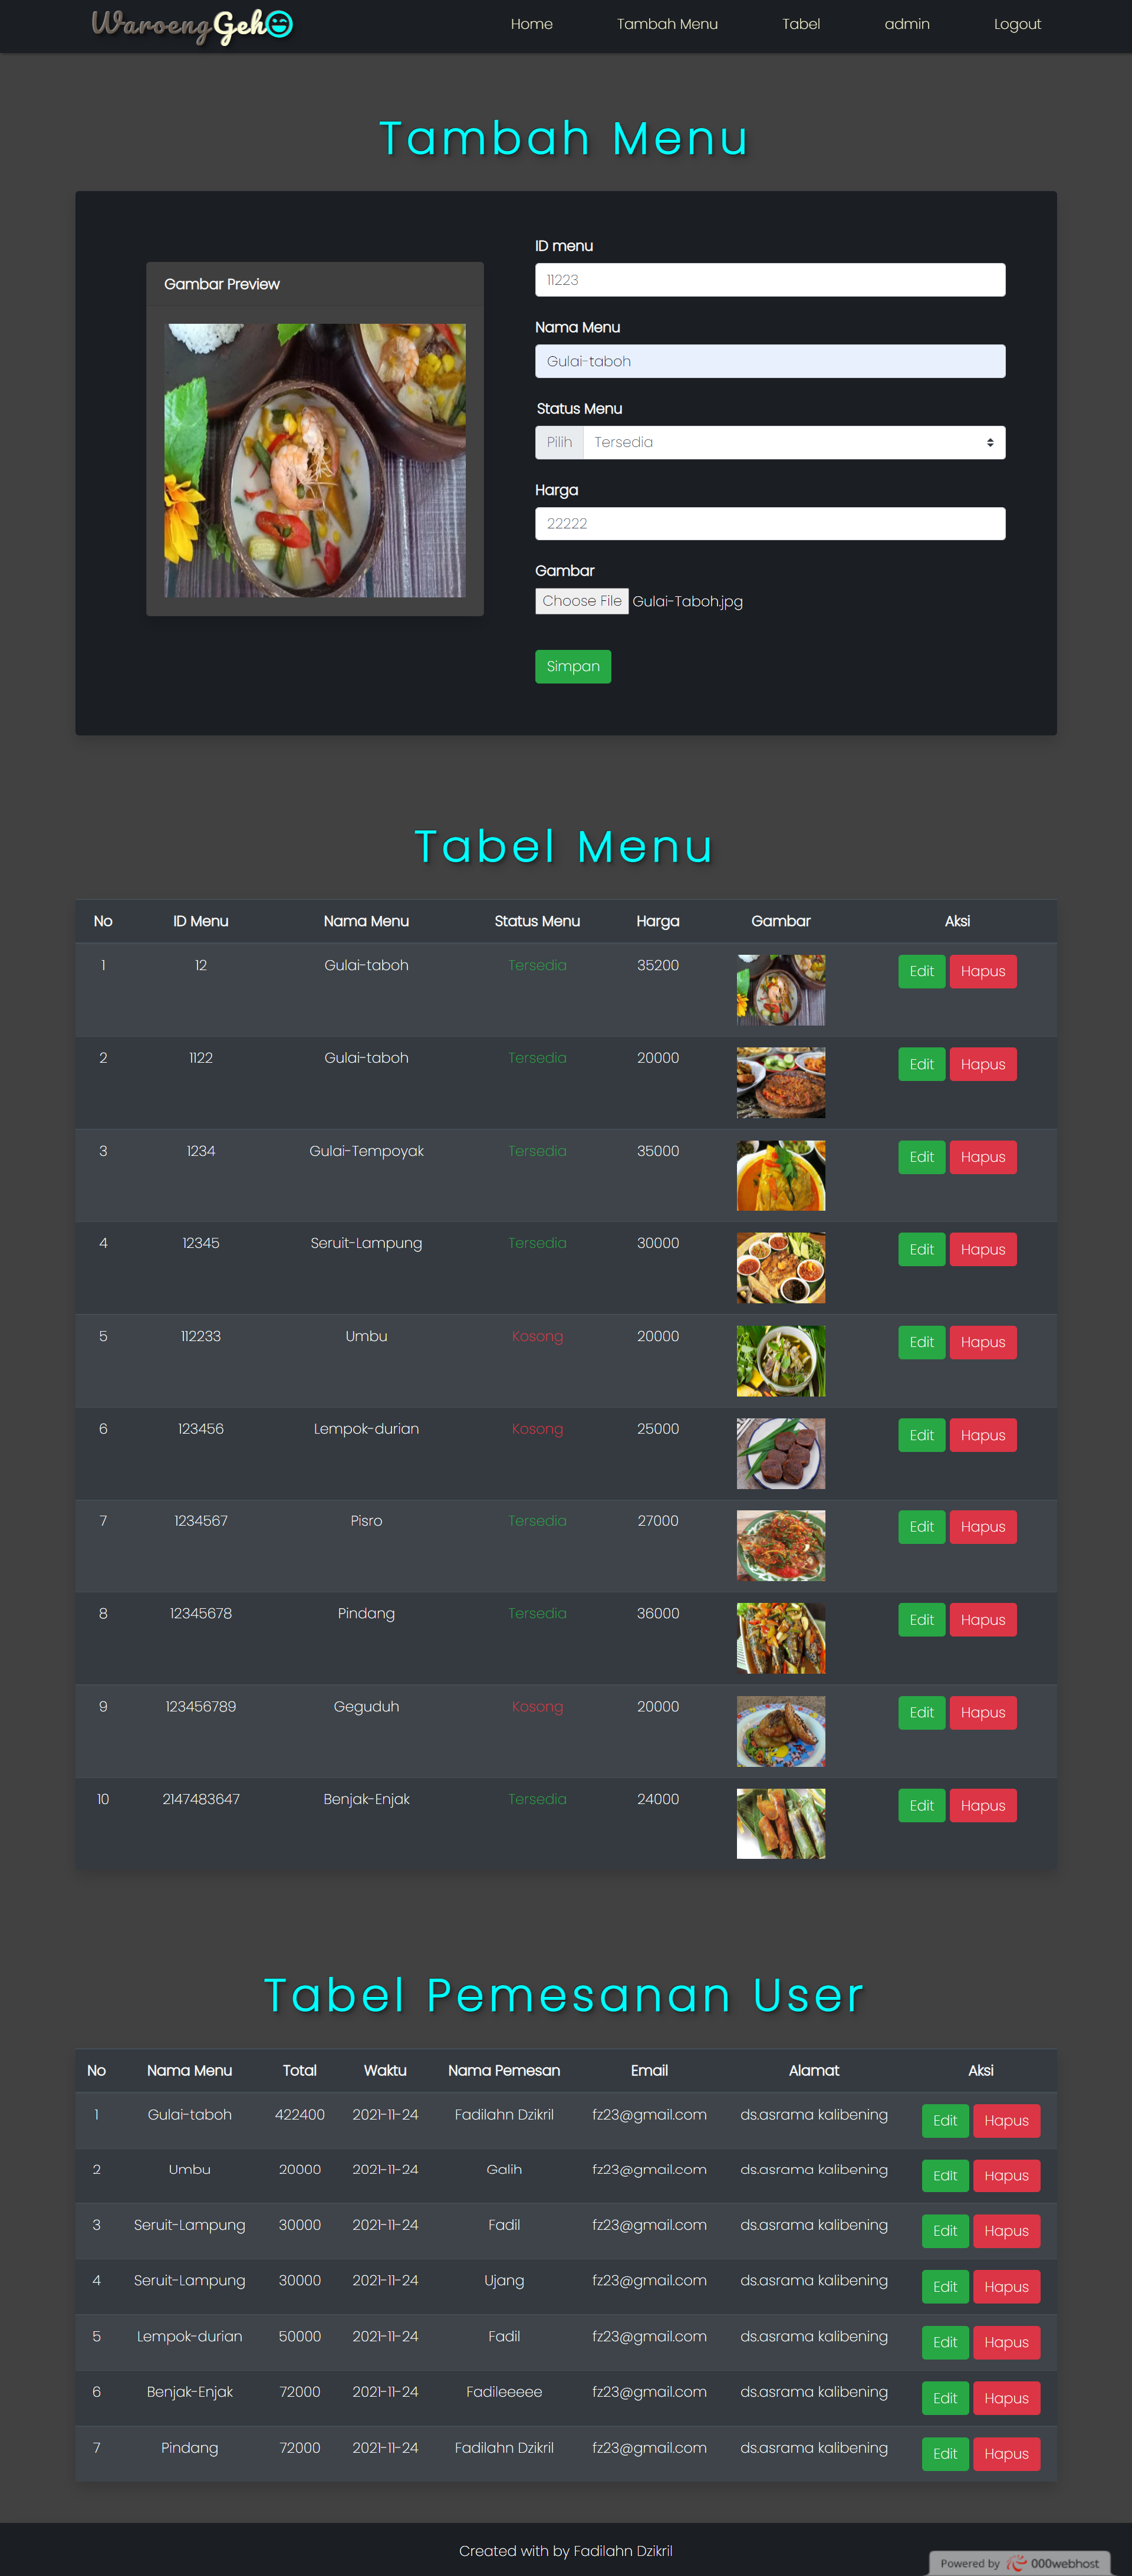 WaroengGeh
Home Tambah Menu Tabel admin Logout
Tambah Menu
Gambar Preview
ID menu
11223
Nama Menu
Gulai-taboh
Status Menu
Pilih Tersedia
Harga
22222
Gambar
Choose File Gulai-Taboh.jpg
Simpan
Tabel Menu
No ID Menu Nama Menu Status Menu Harga Gambar Aksi
1 12 Gulai-taboh Tersedia 35200 Edit Hapus
2 1122 Gulai-taboh Tersedia 20000 Edit Hapus
3 1234 Gulai-Tempoyak Tersedia 35000 Edit Hapus
4 12345 Seruit-Lampung Tersedia 30000 Edit Hapus
5 112233 Umbu Kosong 20000 Edit Hapus
6 123456 Lempok-durian Kosong 25000 Edit Hapus
7 1234567 Pisro Tersedia 27000 Edit Hapus
8 12345678 Pindang Tersedia 36000 Edit Hapus
9 123456789 Geguduh Kosong 20000 Edit Hapus
10 2147483647 Benjak-Enjak Tersedia 24000 Edit Hapus
Tabel Pemesanan User
No Nama Menu Total Waktu Nama Pemesan Email Alamat Aksi
1 Gulai-taboh 422400 2021-11-24 Fadilahn Dzikril fz23@gmail.com ds.asrama kalibening Edit Hapus
2 Umbu 20000 2021-11-24 Galih fz23@gmail.com ds.asrama kalibening Edit Hapus
3 Seruit-Lampung 30000 2021-11-24 Fadil fz23@gmail.com ds.asrama kalibening Edit Hapus
4 Seruit-Lampung 30000 2021-11-24 Ujang fz23@gmail.com ds.asrama kalibening Edit Hapus
5 Lempok-durian 50000 2021-11-24 Fadil fz23@gmail.com ds.asrama kalibening Edit Hapus
6 Benjak-Enjak 72000 2021-11-24 Fadileeeee fz23@gmail.com ds.asrama kalibening Edit Hapus
7 Pindang 72000 2021-11-24 Fadilahn Dzikril fz23@gmail.com ds.asrama kalibening Edit Hapus
Created with by Fadilahn Dzikril
Powered by 000webhost